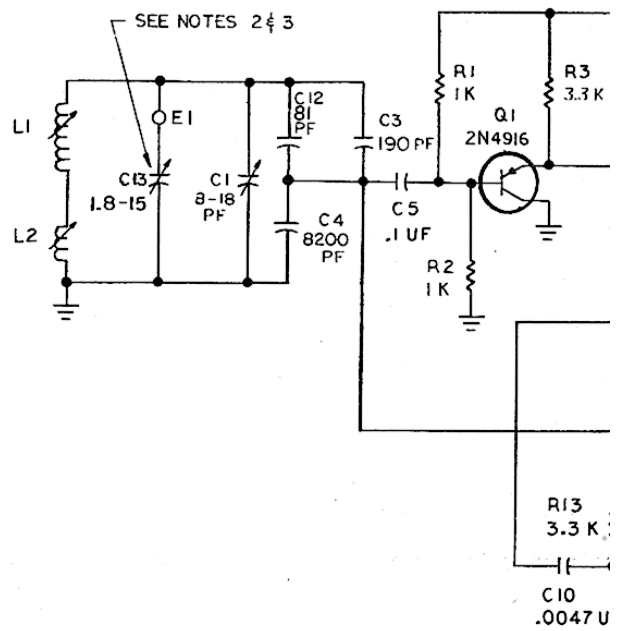 SEE NOTES 2 & 3
L1
E1
C13
1.8-15
C1
8-18
PF
C12
81
PF
C3
190 PF
C4
8200
PF
C5
.1 UF
R1
1K
R2
1K
R3
3.3 K
Q1
2N4916
L2
R13
3.3 K
C10
.0047 U